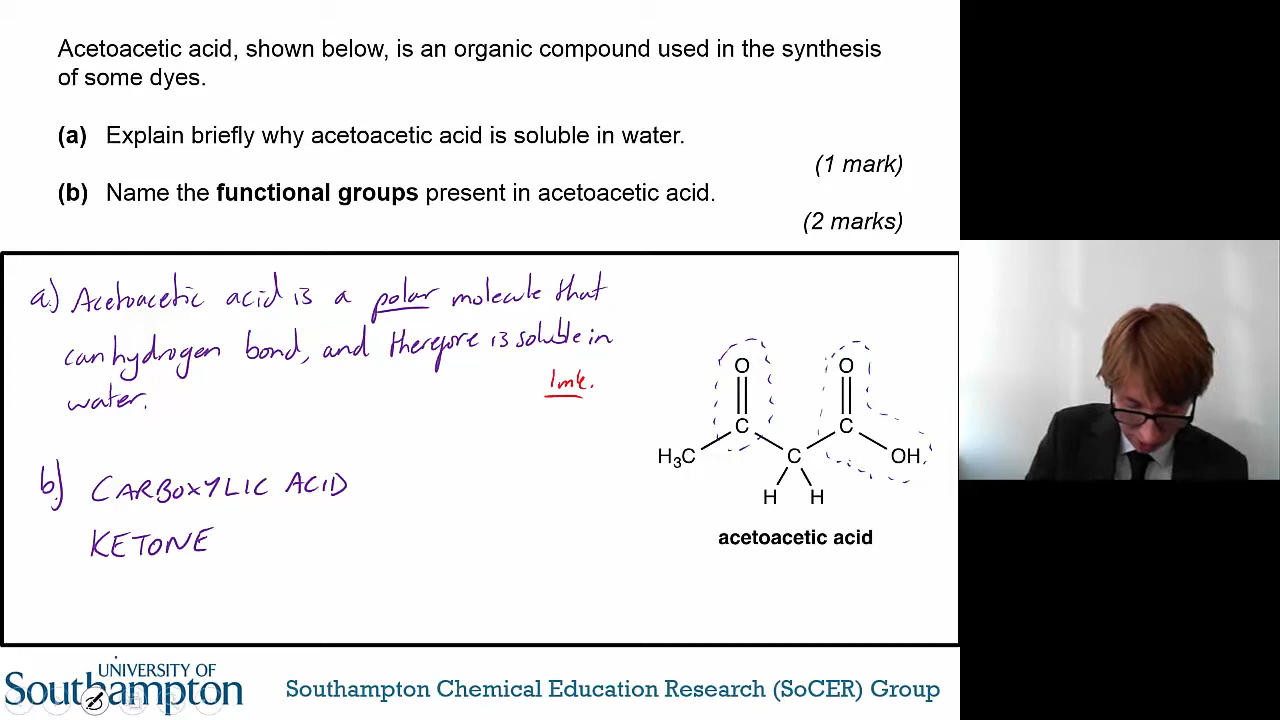 Acetoacetic acid, shown below, is an organic compound used in the synthesis
of some dyes.
(a) Explain briefly why acetoacetic acid is soluble in water.
(1 mark)
(b) Name the functional groups present in acetoacetic acid.
(2 marks)
a.) Acetoacetic acid is a polar molecule that
can hydrogen bond, and therefore is soluble in
water.
1mk.
b.) CARBOXYLIC ACID
KETONE
O O
C C
H₃C C OH
H H
acetoacetic acid
UNIVERSITY OF
Southampton
Southampton Chemical Education Research (SoCER) Group